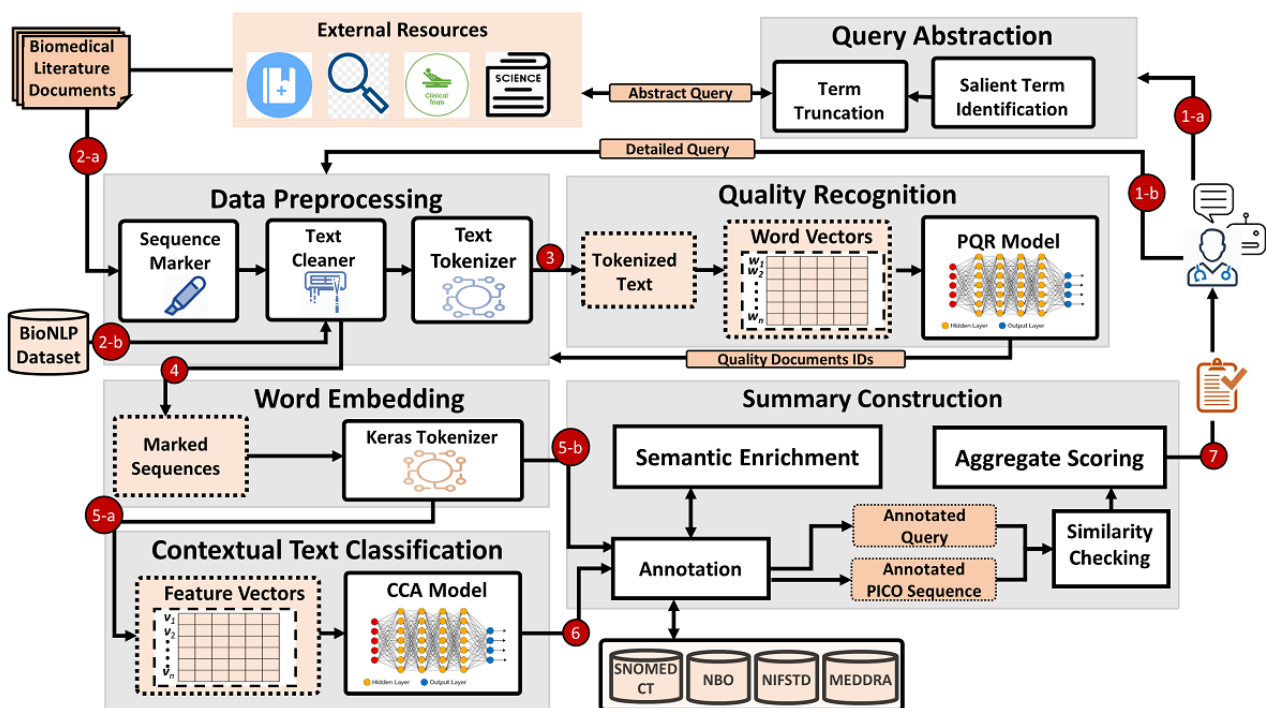 Biomedical
Literature
Documents
External Resources
Clinical
Trials
SCIENCE
Query Abstraction
Term
Truncation
Salient Term
Identification
Abstract Query
1-a
2-a
Detailed Query
1-b
Data Preprocessing
Sequence
Marker
Text
Cleaner
Text
Tokenizer
3
BioNLP
Dataset
2-b
Quality Recognition
Tokenized
Text
Word Vectors
w1
w2
wn
PQR Model
Hidden Layer
Output Layer
Quality Documents IDs
4
Word Embedding
Marked
Sequences
Keras Tokenizer
5-b
5-a
Contextual Text Classification
Feature Vectors
v1
v2
vn
CCA Model
Hidden Layer
Output Layer
6
Summary Construction
Semantic Enrichment
Aggregate Scoring
7
Annotation
Annotated
Query
Annotated
PICO Sequence
Similarity
Checking
SNOMED
CT
NBO
NIFSTD
MEDDRA